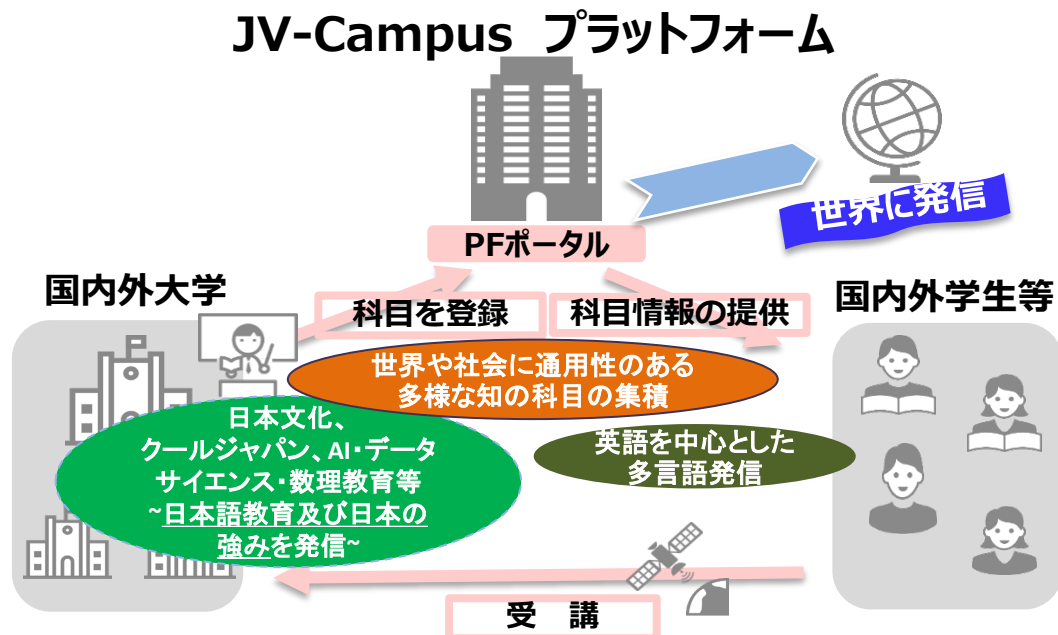 JV-Campus プラットフォーム
世界に発信
PFポータル
国内外大学
国内外学生等
科目を登録
科目情報の提供
世界や社会に通用性のある
多様な知の科目の集積
日本文化、
クールジャパン、AI・データ
サイエンス・数理教育等
~日本語教育及び日本の
強みを発信~
英語を中心とした
多言語発信
受　講